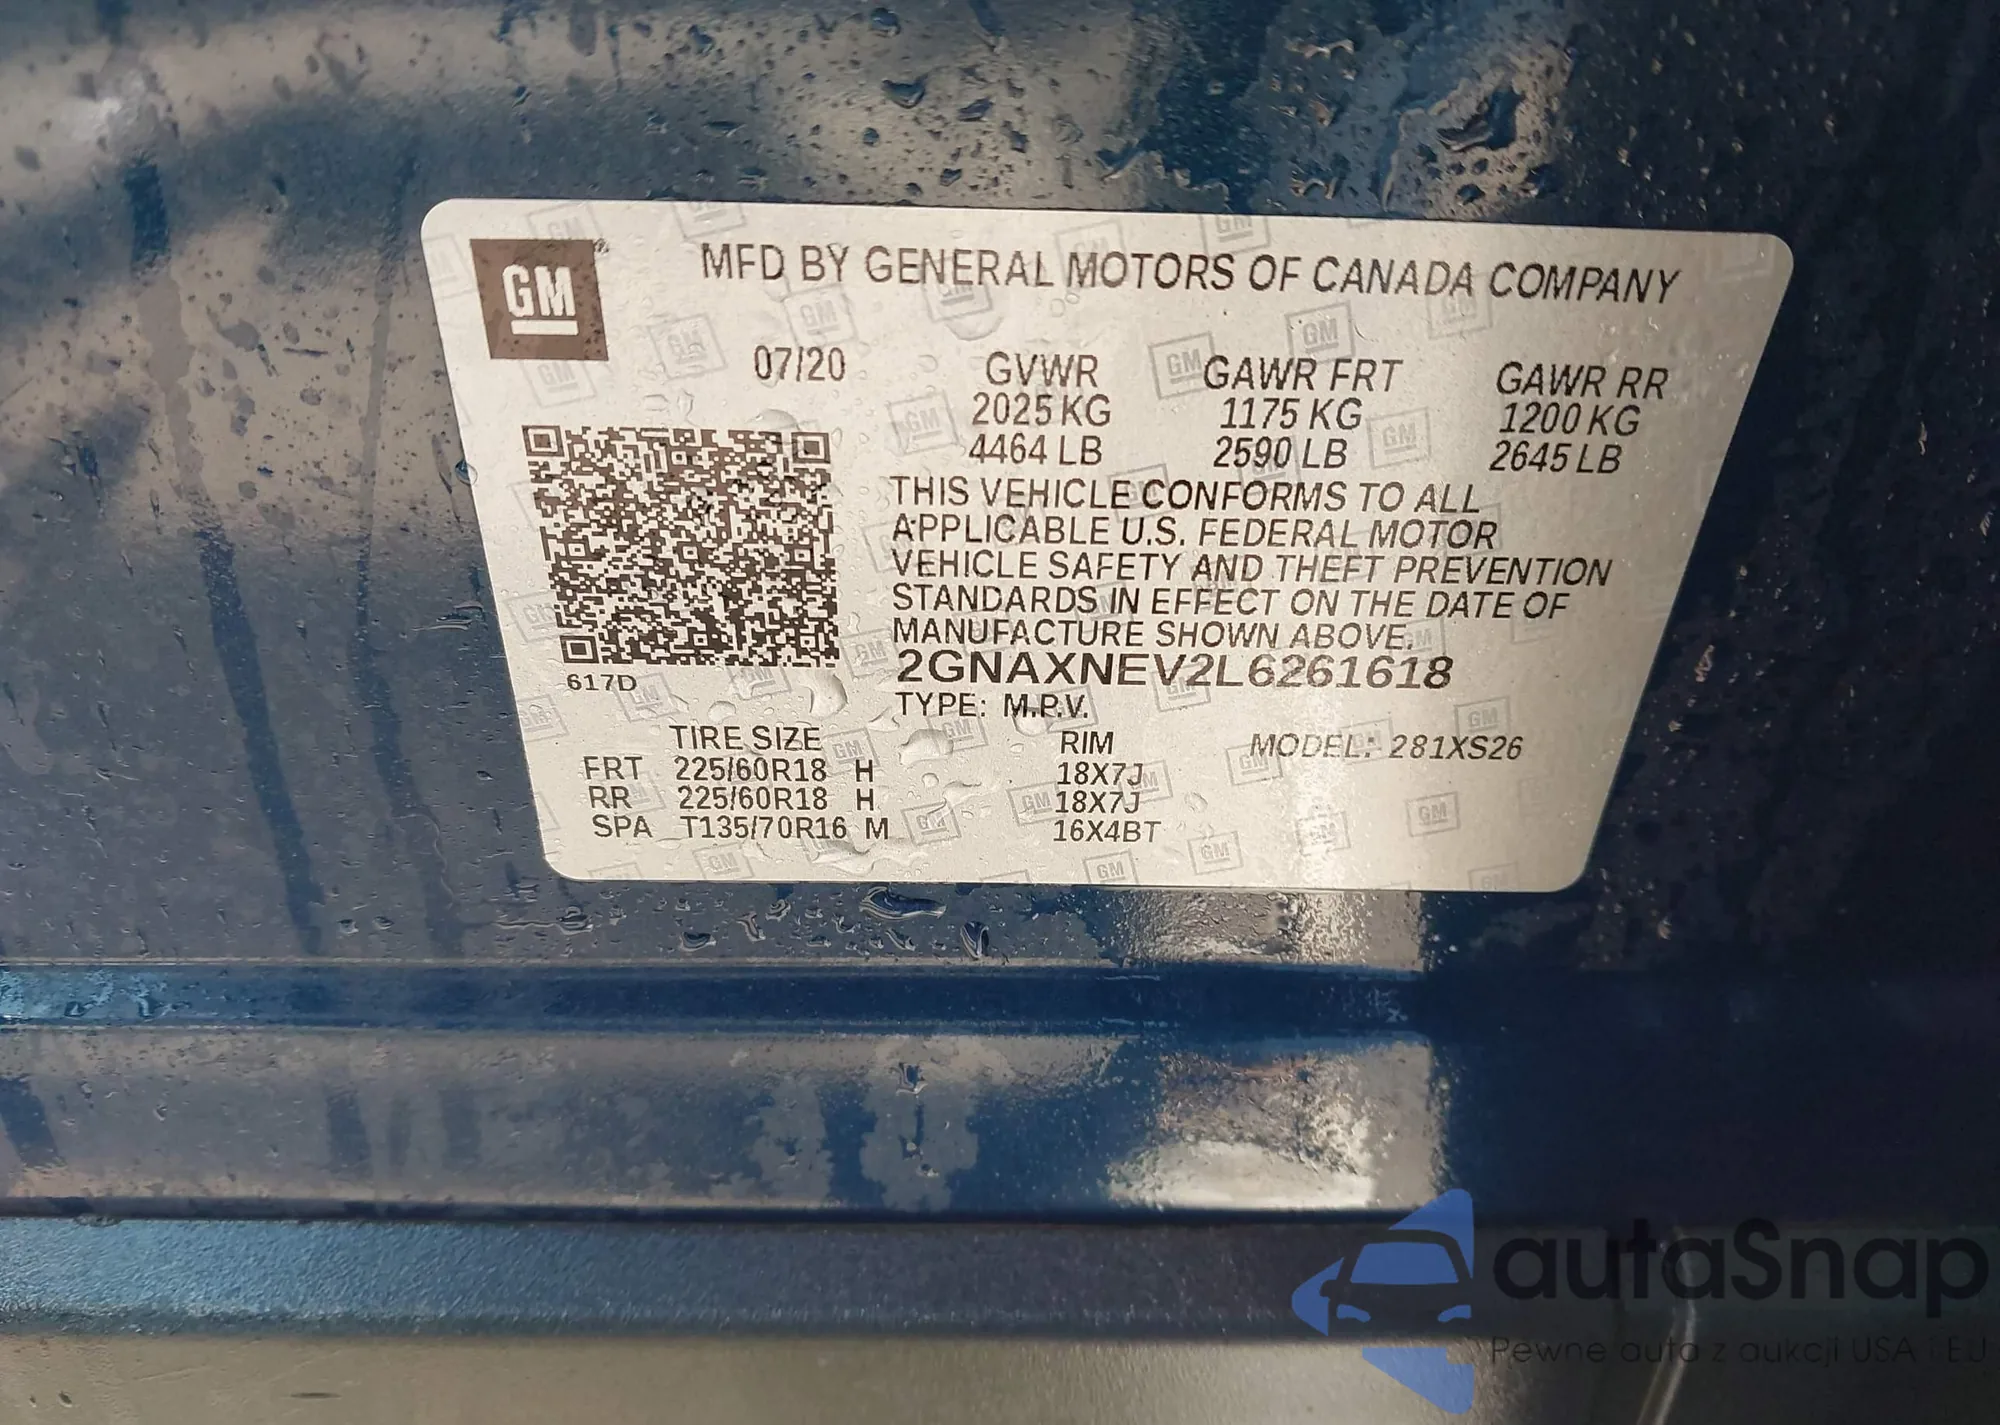 GM ®
MFD BY GENERAL MOTORS OF CANADA COMPANY
07/20 GVWR GAWR FRT GAWR RR
2025 KG 1175 KG 1200 KG
4464 LB 2590 LB 2645 LB
THIS VEHICLE CONFORMS TO ALL
APPLICABLE U.S. FEDERAL MOTOR
VEHICLE SAFETY AND THEFT PREVENTION
STANDARDS IN EFFECT ON THE DATE OF
MANUFACTURE SHOWN ABOVE.
2GNAXNEV2L6261618
617D
TYPE: M.P.V.
TIRE SIZE RIM MODEL: 281XS26
FRT 225/60R18 H 18X7J
RR 225/60R18 H 18X7J
SPA T135/70R16 M 16X4BT
autaSnap
Pewne auta z aukcji USA i EU